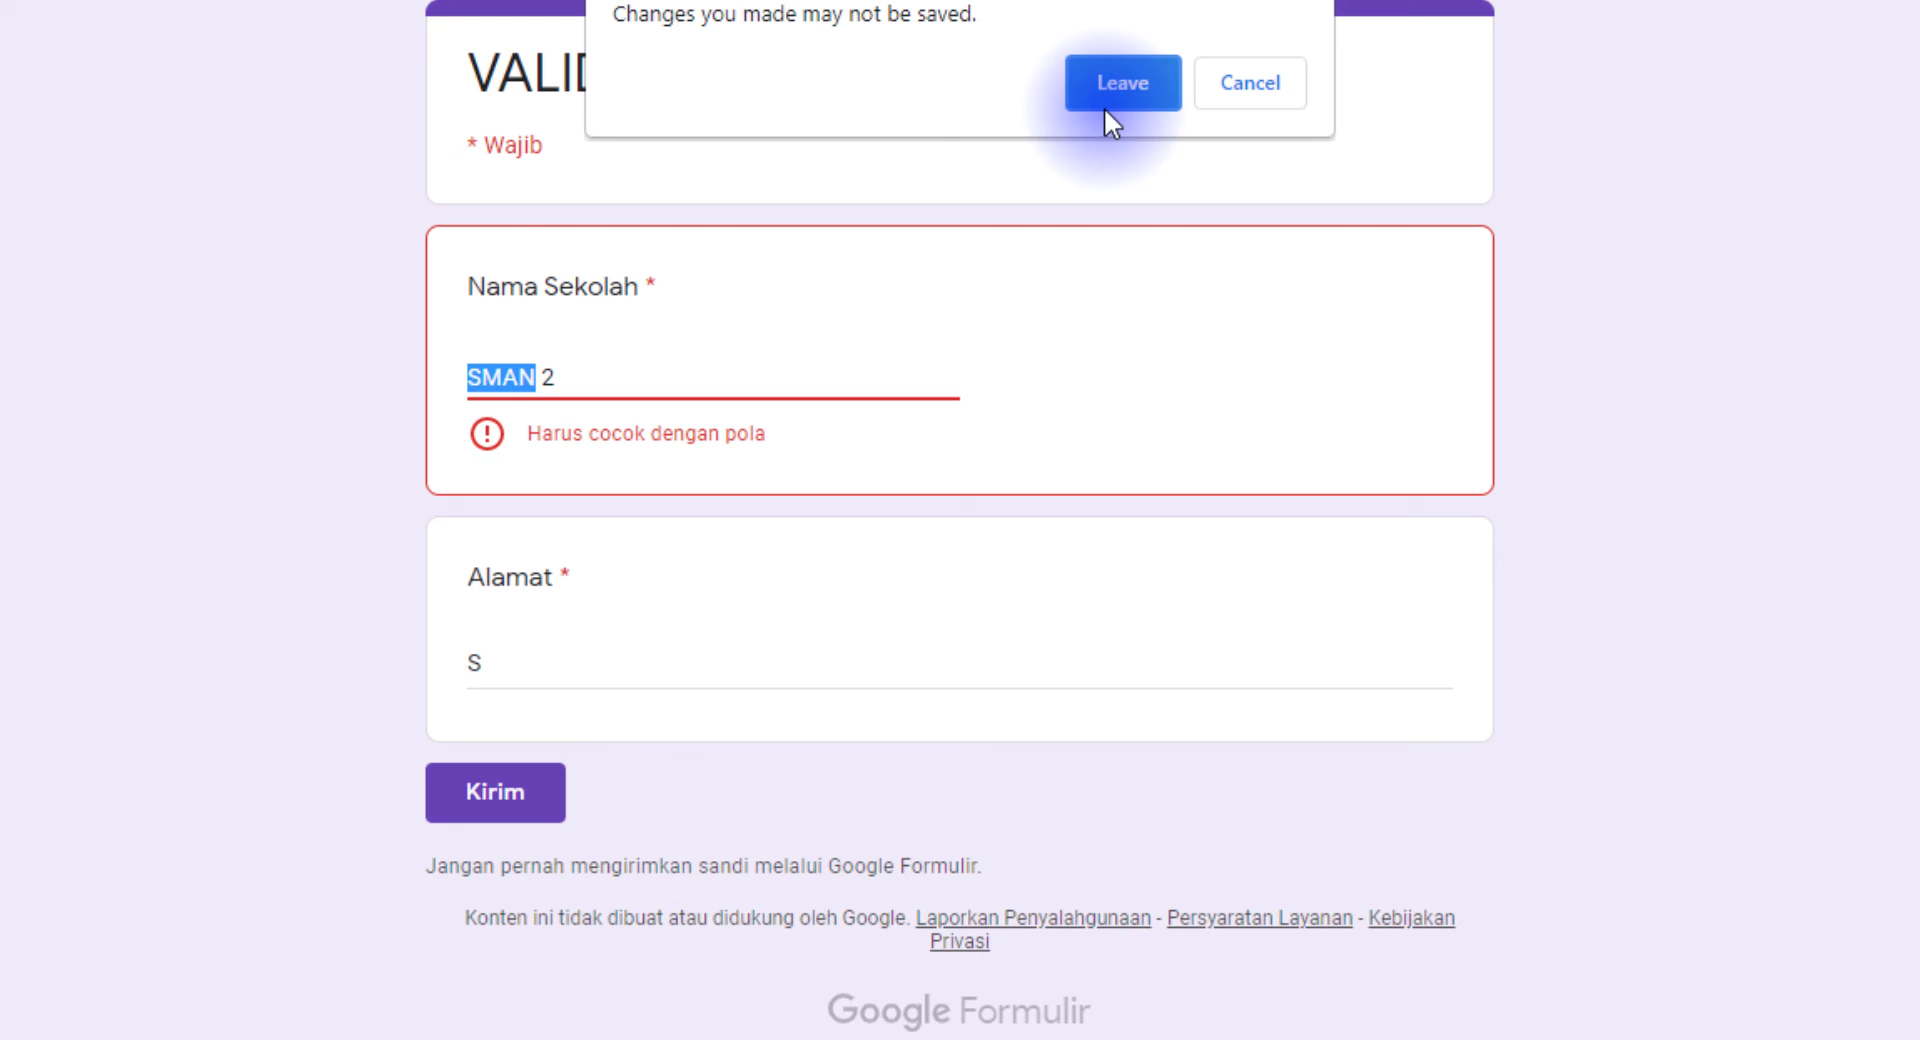 Changes you made may not be saved.
Leave
Cancel
* Wajib
Nama Sekolah *
SMAN 2
Harus cocok dengan pola
Alamat *
S
Kirim
Jangan pernah mengirimkan sandi melalui Google Formulir.
Konten ini tidak dibuat atau didukung oleh Google. Laporkan Penyalahgunaan - Persyaratan Layanan - Kebijakan
Privasi
Google Formulir